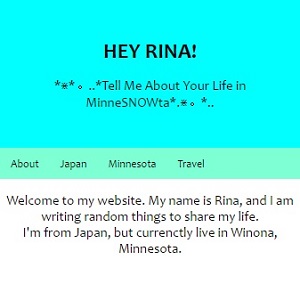 HEY RINA!
*⋇*∘ ..*Tell Me About Your Life in
MinneSNOWta*.⋇∘ *..
About Japan Minnesota Travel
Welcome to my website. My name is Rina, and I am
writing random things to share my life.
I'm from Japan, but currenctly live in Winona,
Minnesota.